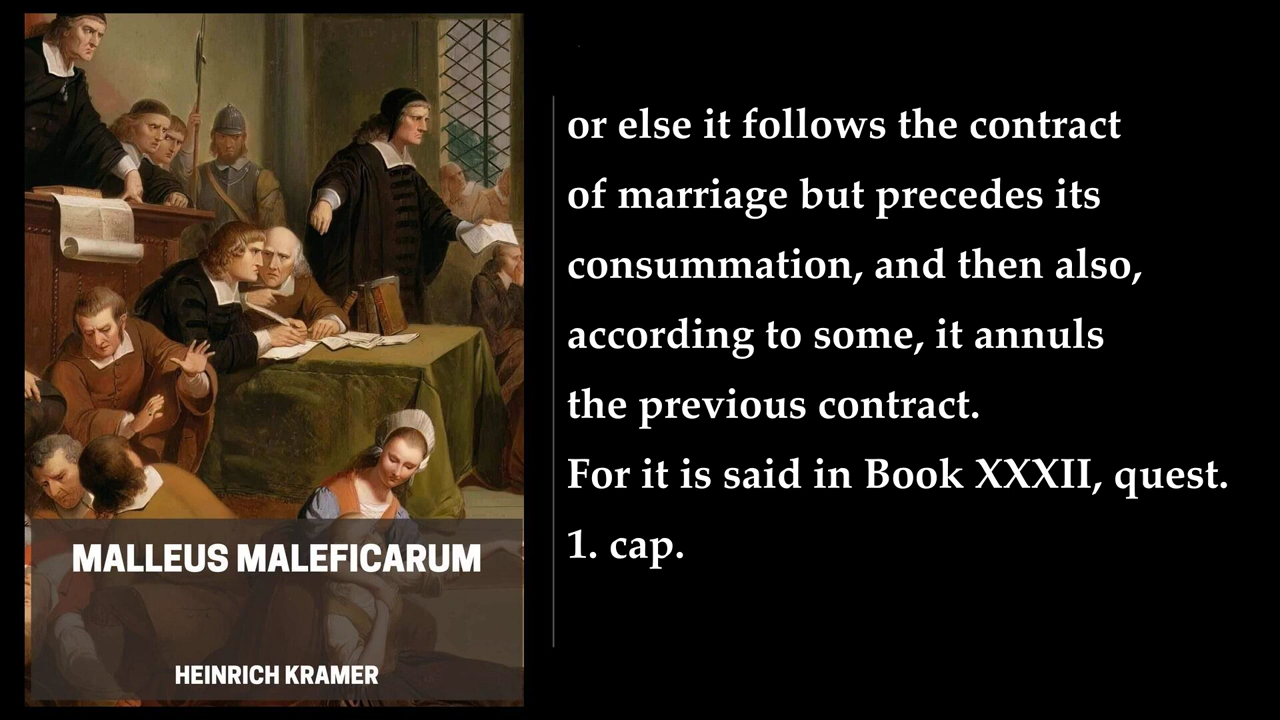 MALLEUS MALEFICARUM
HEINRICH KRAMER
or else it follows the contract
of marriage but precedes its
consummation, and then also,
according to some, it annuls
the previous contract.
For it is said in Book XXXII, quest.
1. cap.